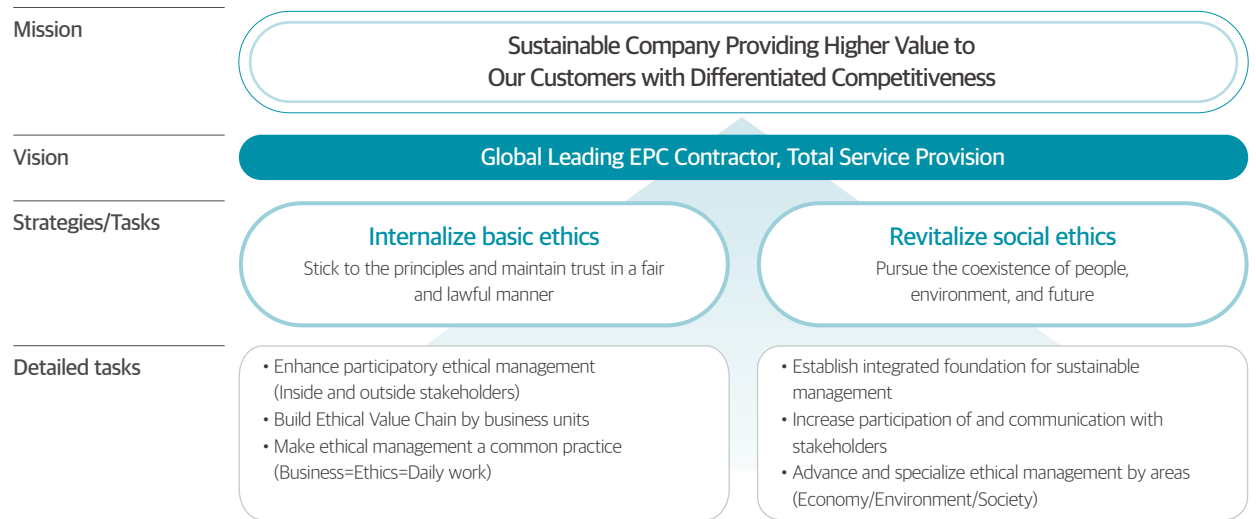 Mission
Sustainable Company Providing Higher Value to
Our Customers with Differentiated Competitiveness
Vision
Global Leading EPC Contractor, Total Service Provision
Strategies/Tasks
Internalize basic ethics
Stick to the principles and maintain trust in a fair
and lawful manner
Revitalize social ethics
Pursue the coexistence of people,
environment, and future
Detailed tasks
• Enhance participatory ethical management
(Inside and outside stakeholders)
• Build Ethical Value Chain by business units
• Make ethical management a common practice
(Business=Ethics=Daily work)
• Establish integrated foundation for sustainable
management
• Increase participation of and communication with
stakeholders
• Advance and specialize ethical management by areas
(Economy/Environment/Society)